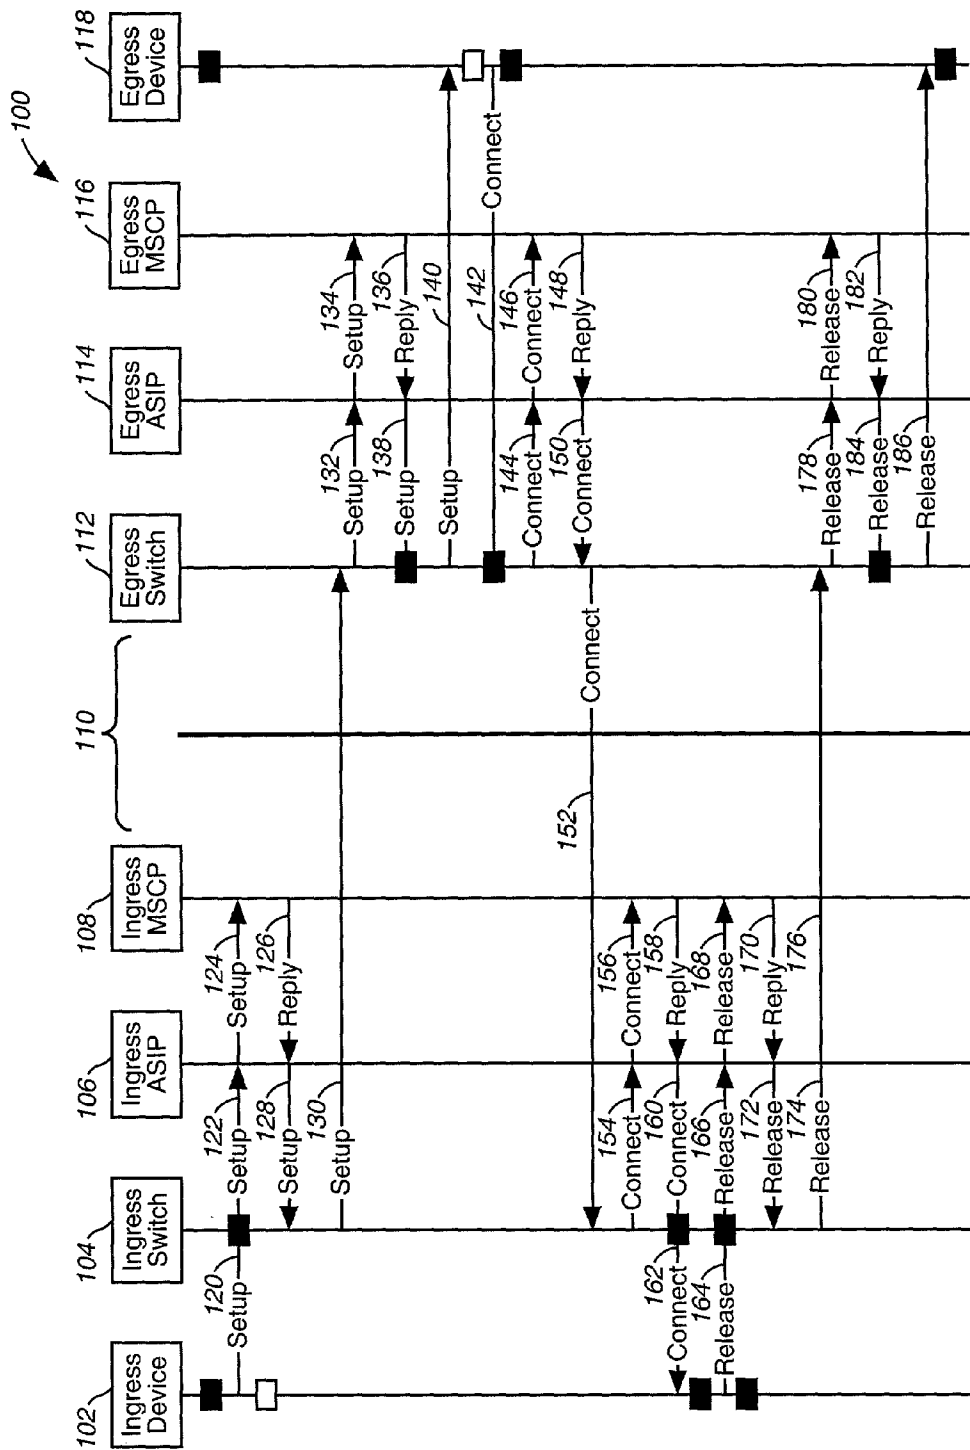 100
102
104
106
108
110
112
114
116
118
Ingress
Device
Ingress
Switch
Ingress
ASIP
Ingress
MSCP
Egress
Switch
Egress
ASIP
Egress
MSCP
Egress
Device
120
Setup
122
Setup
124
Setup
126
Reply
128
Setup
130
Setup
132
Setup
134
Setup
136
Reply
138
Setup
140
Setup
142
Connect
144
Connect
146
Connect
148
Reply
150
Connect
152
Connect
154
Connect
156
Connect
158
Reply
160
Connect
162
Connect
164
Release
166
Release
168
Release
170
Reply
172
Release
174
Release
176
178
Release
180
Release
182
Reply
184
Release
186
Release